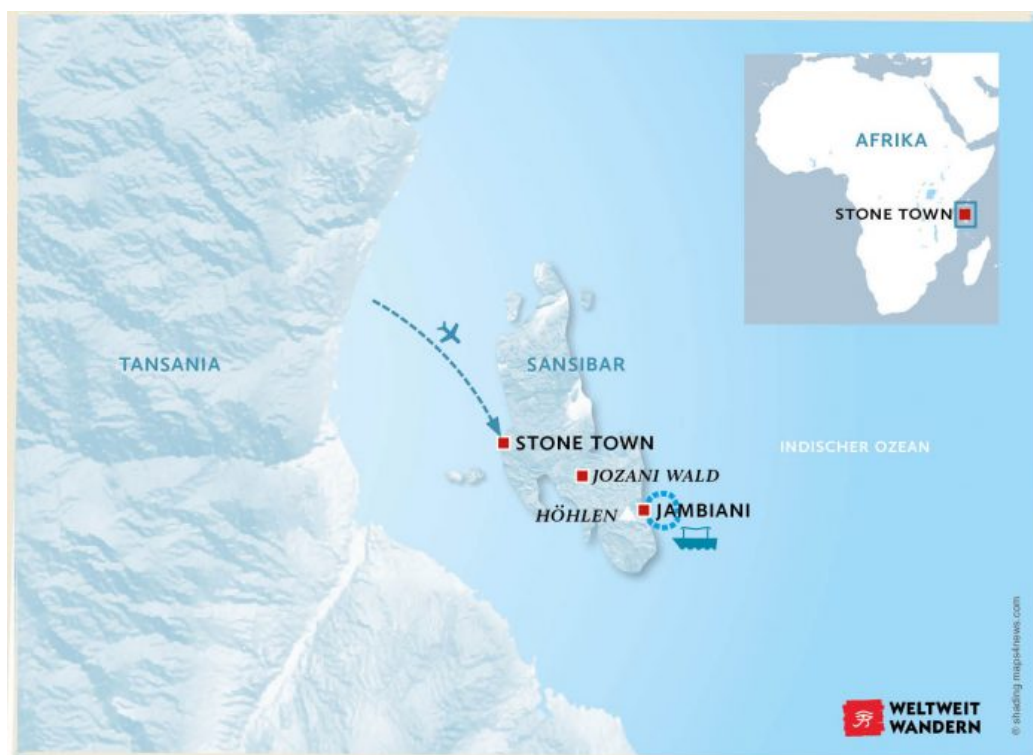 AFRIKA
STONE TOWN
TANSANIA
SANSIBAR
STONE TOWN
INDISCHER OZEAN
JOZANI WALD
HÖHLEN
JAMBIANI
WELTWEIT
WANDERN
© shading maps4news.com